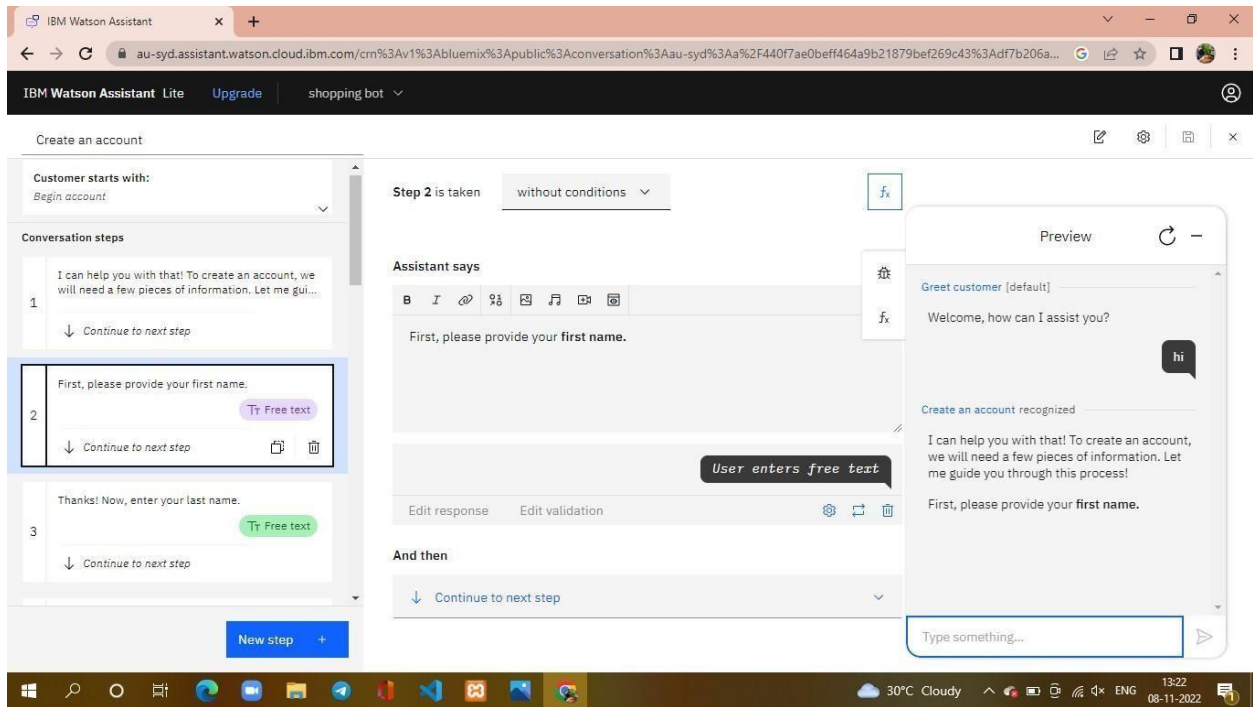 IBM Watson Assistant
au-syd.assistant.watson.cloud.ibm.com/crn%3Av1%3Abluemix%3Apublic%3Aconversation%3Aau-syd%3Aa%2F440f7ae0beff464a9b21879bef269c43%3Adf7b206a...
IBM Watson Assistant Lite Upgrade shopping bot
Create an account
Customer starts with:
Begin account
Conversation steps
1
I can help you with that! To create an account, we
will need a few pieces of information. Let me gui...
Continue to next step
2
First, please provide your first name.
Free text
Continue to next step
3
Thanks! Now, enter your last name.
Free text
Continue to next step
New step +
Step 2 is taken without conditions
fx
Assistant says
B I
fx
First, please provide your first name.
User enters free text
Edit response Edit validation
And then
Continue to next step
Preview
Greet customer [default]
Welcome, how can I assist you?
hi
Create an account recognized
I can help you with that! To create an account,
we will need a few pieces of information. Let
me guide you through this process!
First, please provide your first name.
Type something...
30°C Cloudy ENG 13:22
08-11-2022